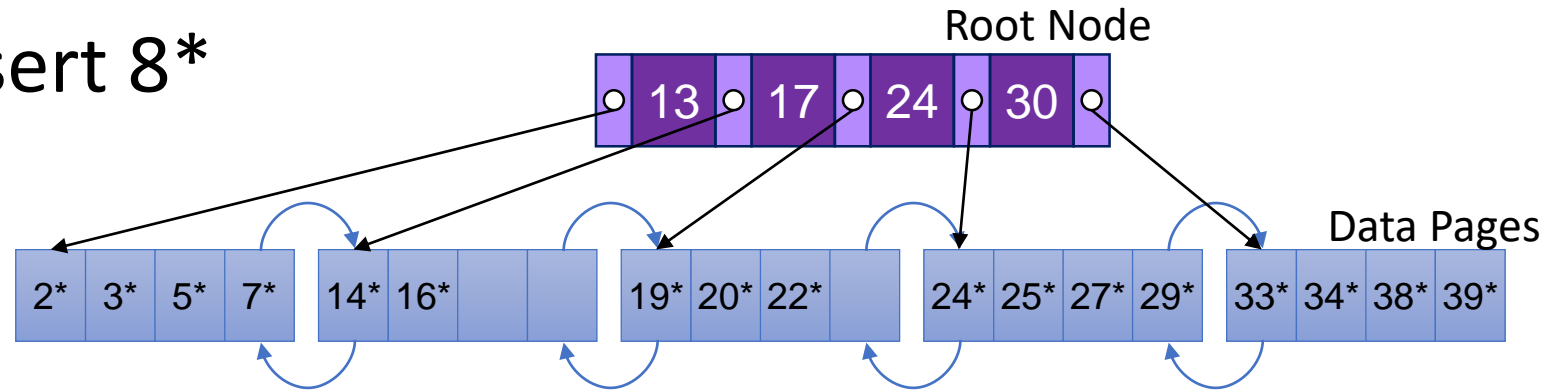 Root Node
sert 8*
13 17 24 30
Data Pages
2* 3* 5* 7* 14* 16* 19* 20* 22* 24* 25* 27* 29* 33* 34* 38* 39*